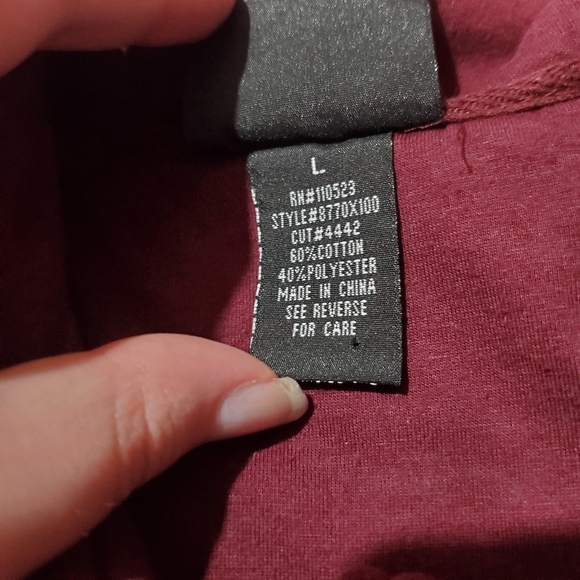 L
RN#110523
STYLE#8770X100
CUT#4442
60%COTTON
40%POLYESTER
MADE IN CHINA
SEE REVERSE
FOR CARE